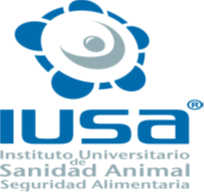 IUSA®
Instituto Universitario
de
Sanidad Animal
Seguridad Alimentaria